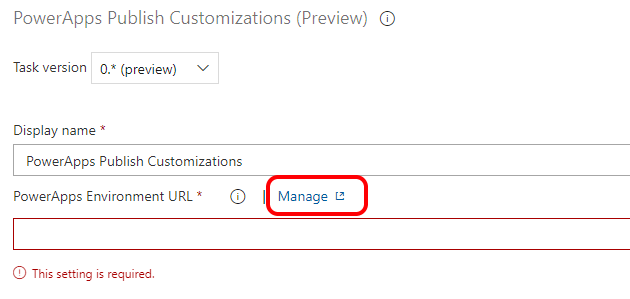 PowerApps Publish Customizations (Preview)
Task version 0.* (preview)
Display name *
PowerApps Publish Customizations
PowerApps Environment URL * | Manage
This setting is required.